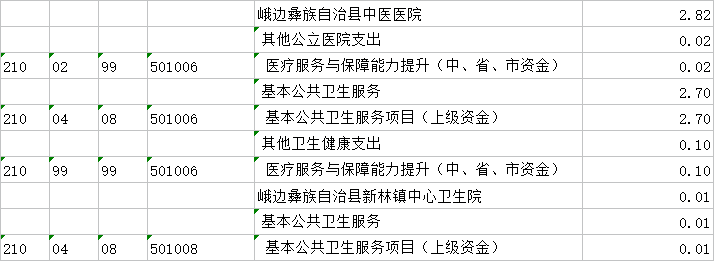 峨边彝族自治县中医医院 2.82
其他公立医院支出 0.02
210 02 99 501006 医疗服务与保障能力提升（中、省、市资金） 0.02
基本公共卫生服务 2.70
210 04 08 501006 基本公共卫生服务项目（上级资金） 2.70
其他卫生健康支出 0.10
210 99 99 501006 医疗服务与保障能力提升（中、省、市资金） 0.10
峨边彝族自治县新林镇中心卫生院 0.01
基本公共卫生服务 0.01
210 04 08 501008 基本公共卫生服务项目（上级资金） 0.01